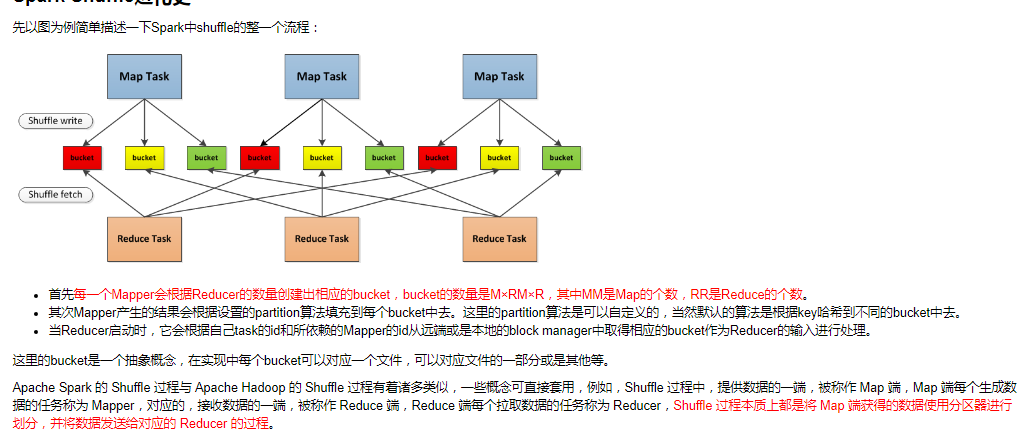 先以图为例简单描述一下Spark中shuffle的整一个流程：
Map Task Map Task Map Task
Shuffle write
bucket bucket bucket bucket bucket bucket bucket bucket bucket
Shuffle fetch
Reduce Task Reduce Task Reduce Task
• 首先每一个Mapper会根据Reducer的数量创建出相应的bucket，bucket的数量是M×RM×R，其中MM是Map的个数，RR是Reduce的个数。
• 其次Mapper产生的结果会根据设置的partition算法填充到每个bucket中去。这里的partition算法是可以自定义的，当然默认的算法是根据key哈希到不同的bucket中去。
• 当Reducer启动时，它会根据自己task的id和所依赖的Mapper的id从远端或是本地的block manager中取得相应的bucket作为Reducer的输入进行处理。
这里的bucket是一个抽象概念，在实现中每个bucket可以对应一个文件，可以对应文件的一部分或是其他等。
Apache Spark 的 Shuffle 过程与 Apache Hadoop 的 Shuffle 过程有着诸多类似，一些概念可直接套用，例如，Shuffle 过程中，提供数据的一端，被称作 Map 端，Map 端每个生成数
据的任务称为 Mapper，对应的，接收数据的一端，被称作 Reduce 端，Reduce 端每个拉取数据的任务称为 Reducer，Shuffle 过程本质上都是将 Map 端获得的数据使用分区器进行
划分，并将数据发送给对应的 Reducer 的过程。